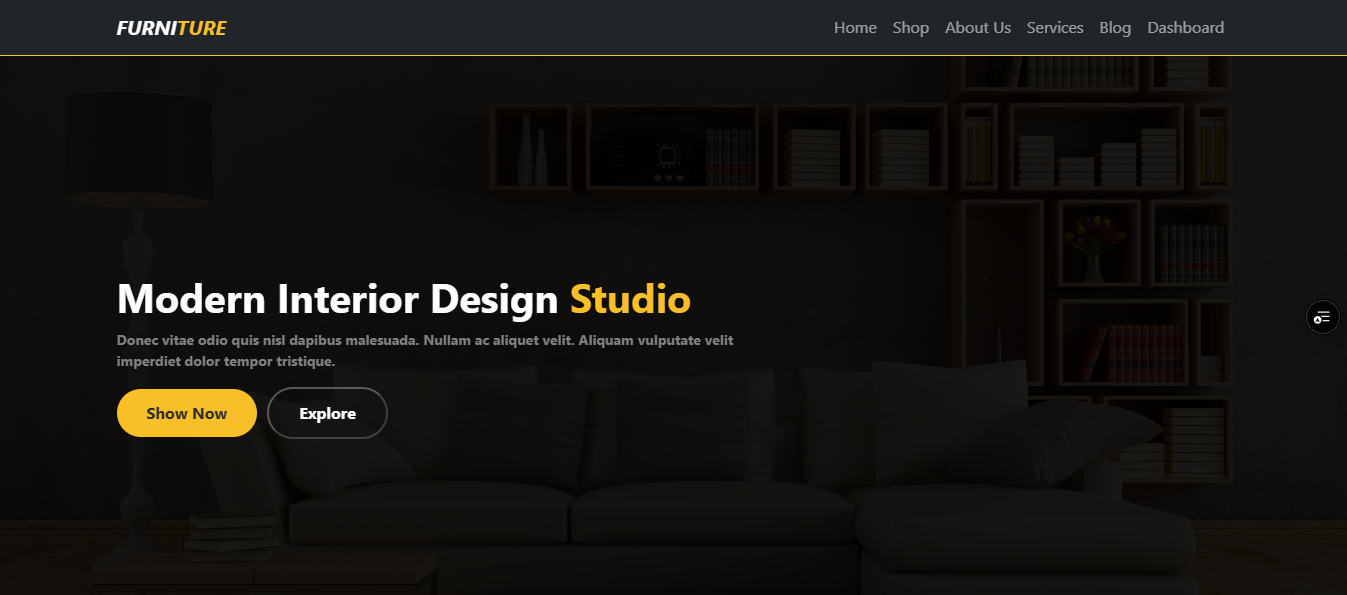 FURNITURE
Home Shop About Us Services Blog Dashboard
Modern Interior Design Studio
Donec vitae odio quis nisl dapibus malesuada. Nullam ac aliquet velit. Aliquam vulputate velit
imperdiet dolor tempor tristique.
Show Now Explore